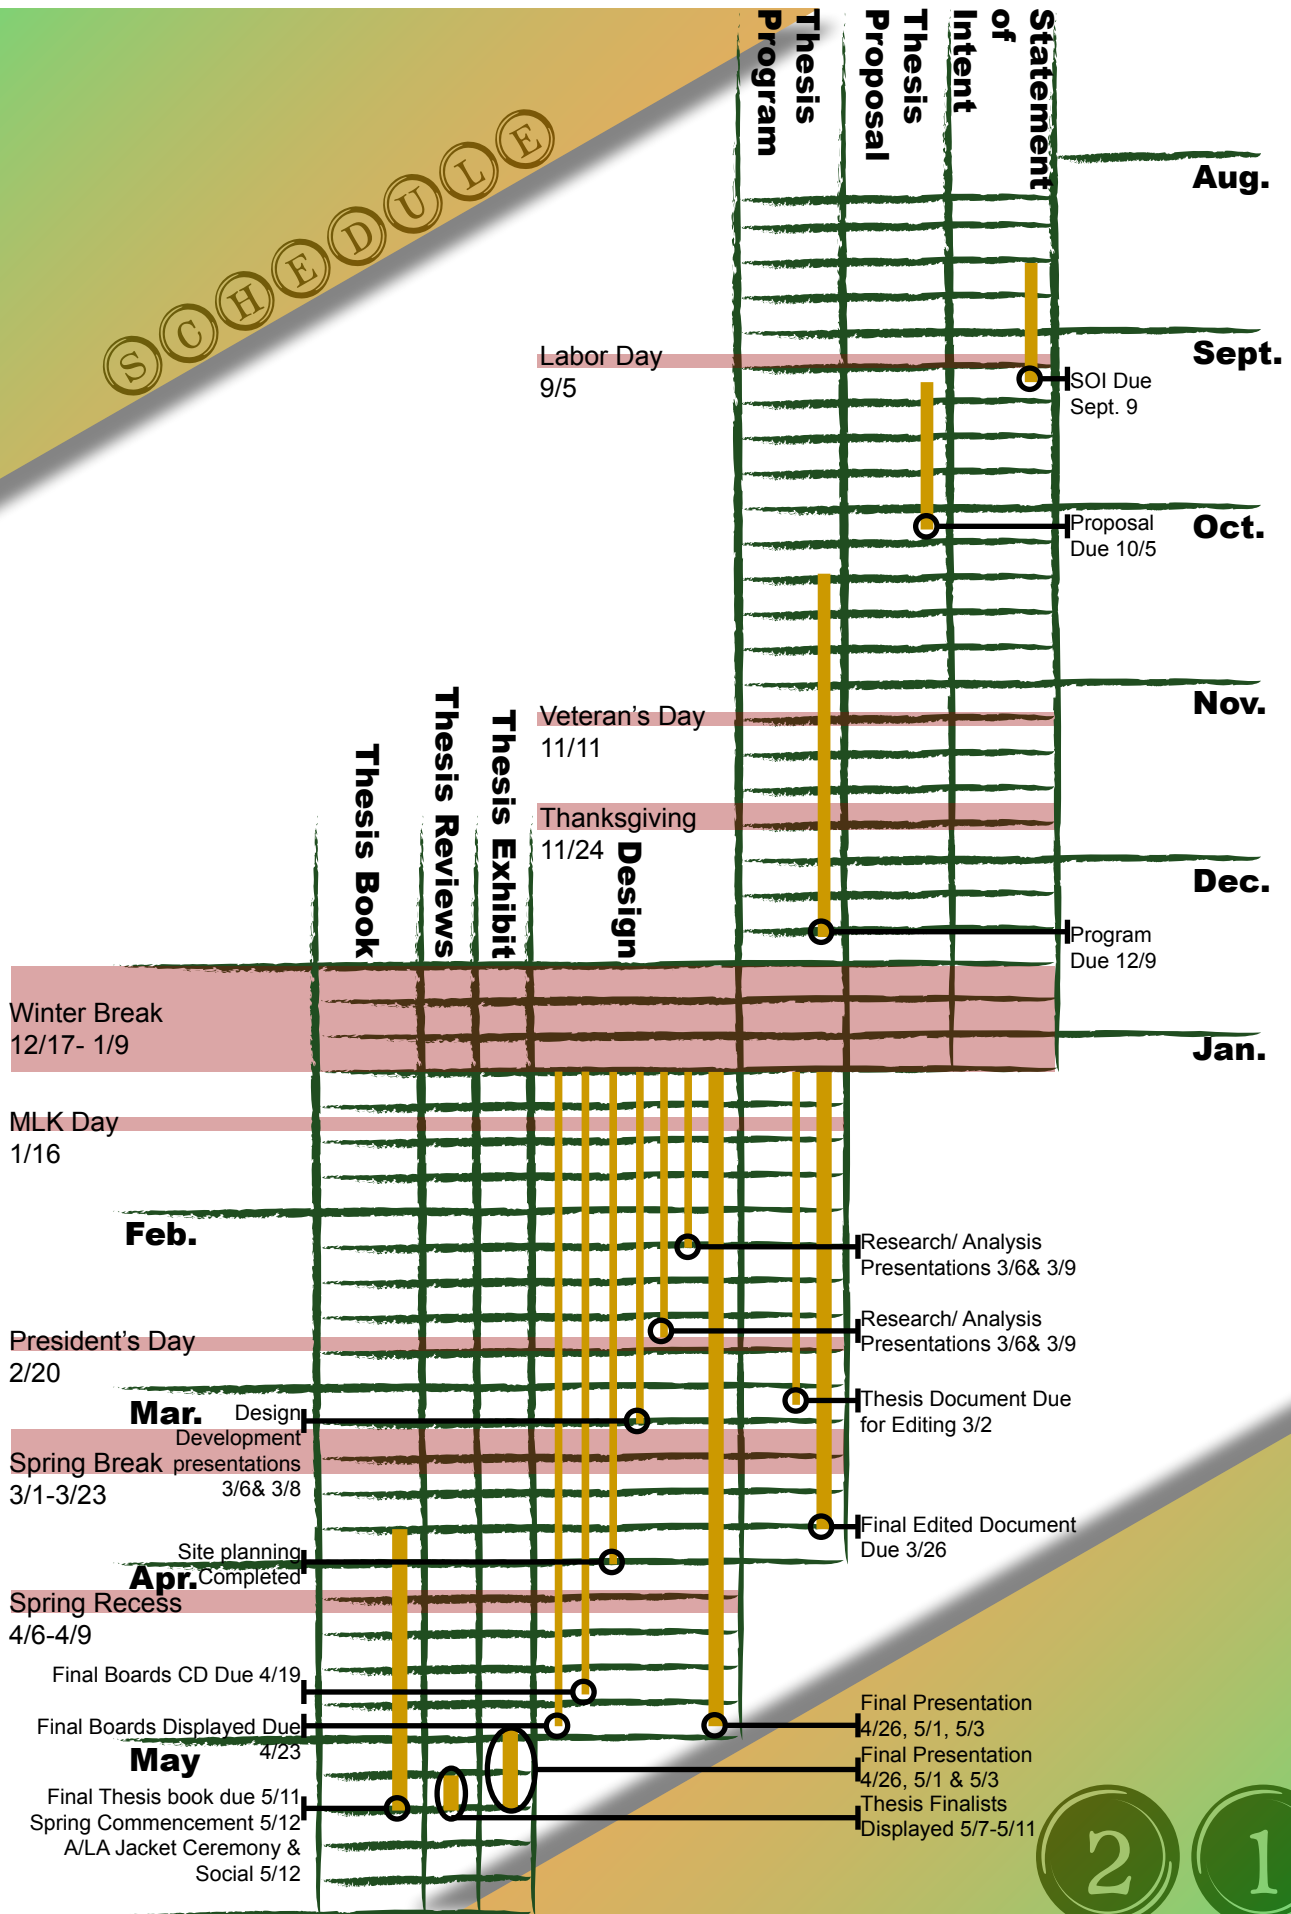 SCHEDULE
Statement
of
Intent
Thesis
Proposal
Thesis
Program
Aug.
Sept.
Labor Day
9/5
SOI Due
Sept. 9
Oct.
Proposal
Due 10/5
Nov.
Veteran's Day
11/11
Thanksgiving
11/24
Dec.
Program
Due 12/9
Thesis Book
Thesis Reviews
Thesis Exhibit
Design
Winter Break
12/17- 1/9
Jan.
MLK Day
1/16
Feb.
Research/ Analysis
Presentations 3/6& 3/9
Research/ Analysis
Presentations 3/6& 3/9
President's Day
2/20
Thesis Document Due
for Editing 3/2
Mar.
Design
Development
presentations
3/6& 3/8
Spring Break
3/1-3/23
Final Edited Document
Due 3/26
Site planning
Completed
Apr.
Spring Recess
4/6-4/9
Final Boards CD Due 4/19
Final Boards Displayed Due
4/23
Final Presentation
4/26, 5/1, 5/3
May
Final Presentation
4/26, 5/1 & 5/3
Thesis Finalists
Displayed 5/7-5/11
Final Thesis book due 5/11
Spring Commencement 5/12
A/LA Jacket Ceremony &
Social 5/12
21